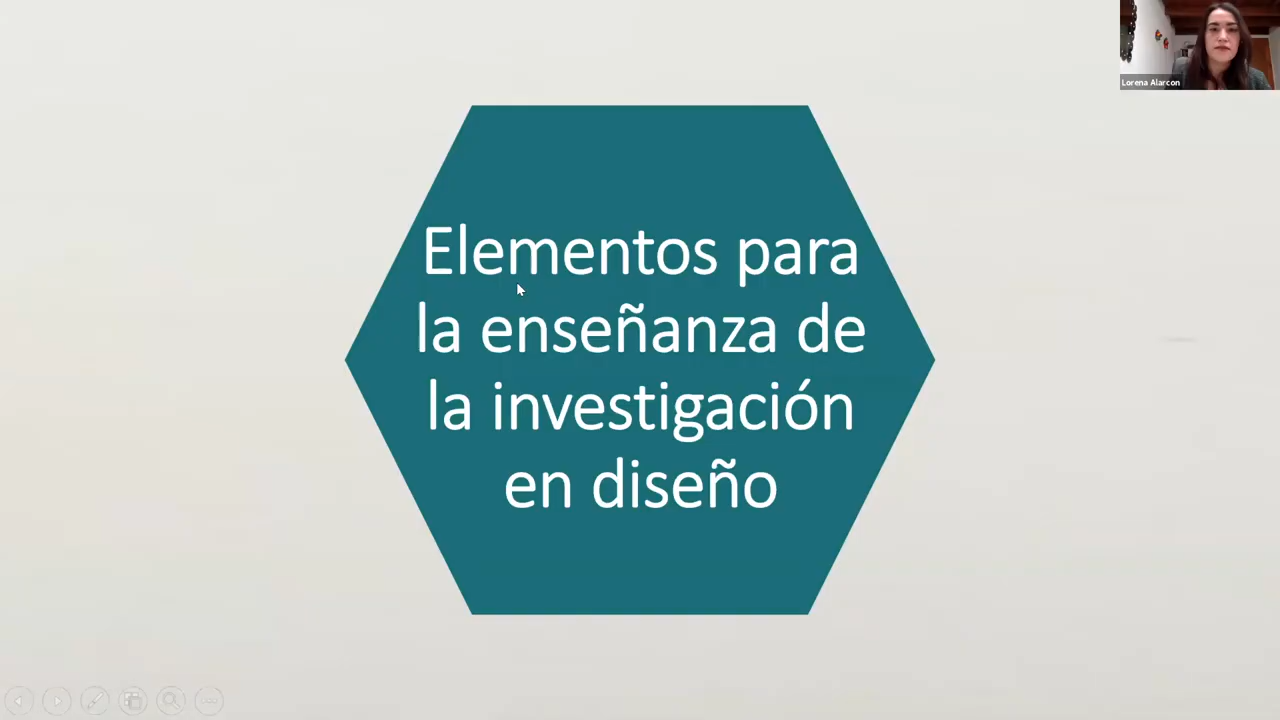 Lorena Alarcon
Elementos para
la enseñanza de
la investigación
en diseño